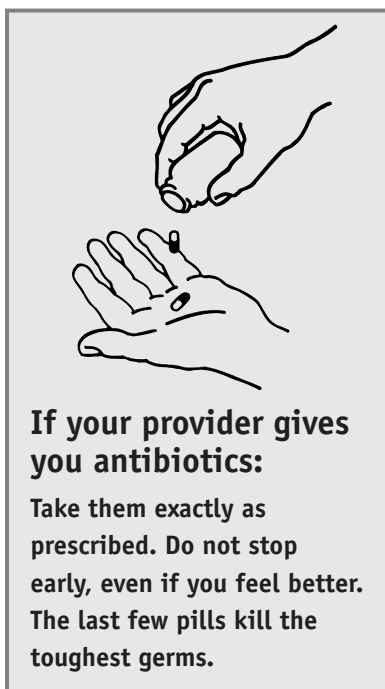 If your provider gives
you antibiotics:
Take them exactly as
prescribed. Do not stop
early, even if you feel better.
The last few pills kill the
toughest germs.